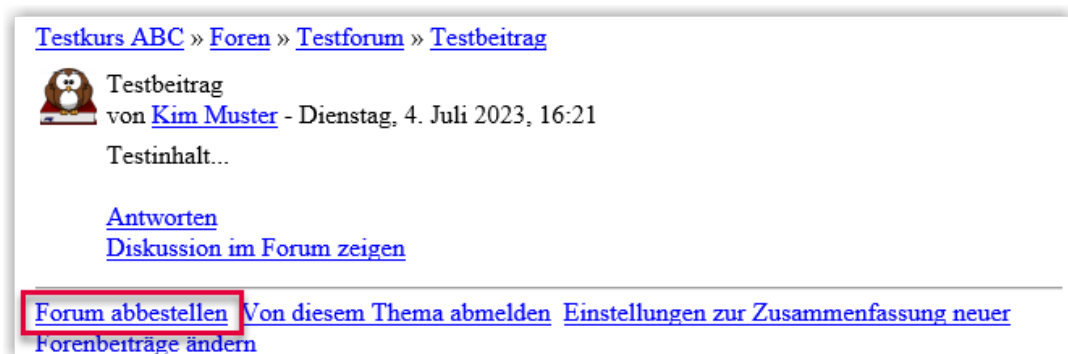 Testkurs ABC » Foren » Testforum » Testbeitrag
Testbeitrag
von Kim Muster - Dienstag, 4. Juli 2023, 16:21
Testinhalt...
Antworten
Diskussion im Forum zeigen
Forum abbestellen Von diesem Thema abmelden Einstellungen zur Zusammenfassung neuer
Forenbeiträge ändern